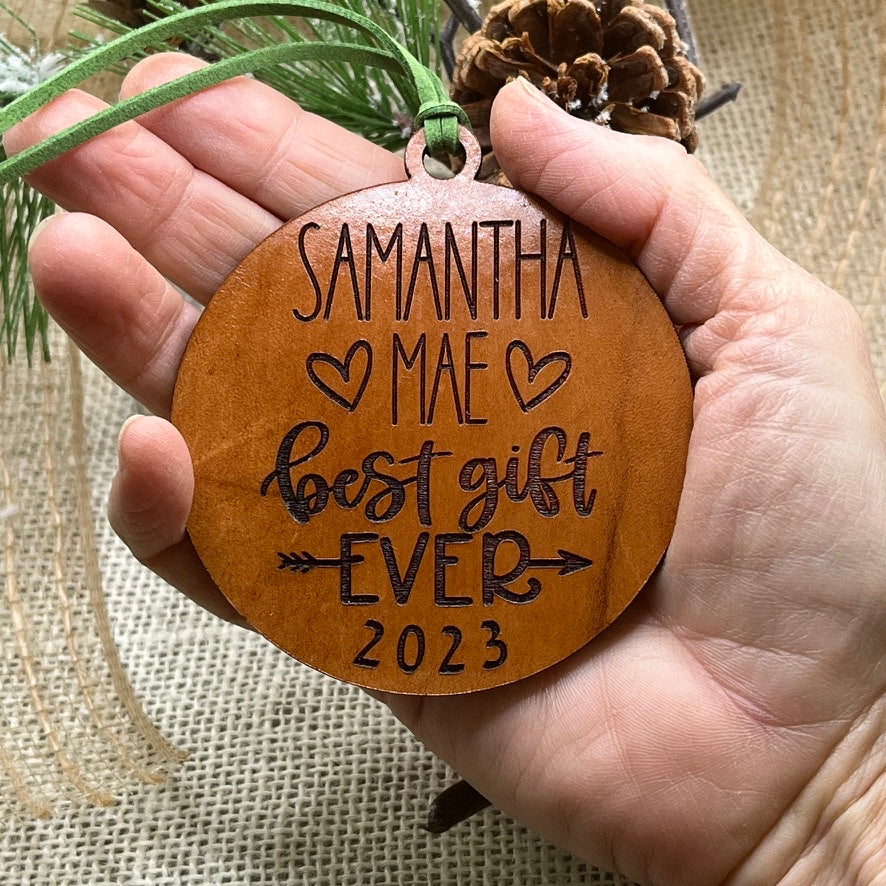 SAMANTHA
MAE
best gift
EVER
2023